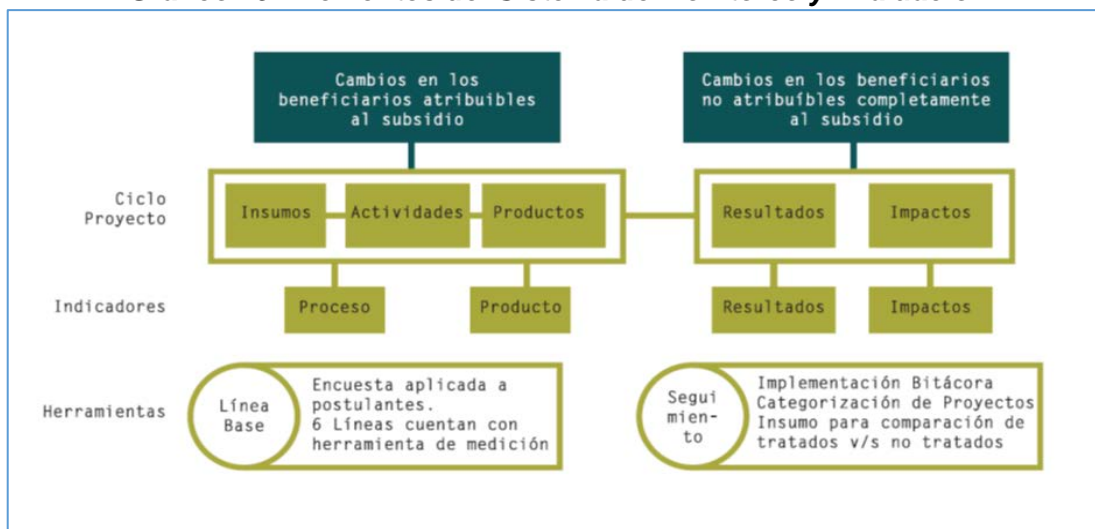 Cambios en los
beneficiarios atribuibles
al subsidio
Cambios en los beneficiarios
no atribuíbles completamente
al subsidio
Ciclo
Proyecto
Insumos
Actividades
Productos
Resultados
Impactos
Indicadores
Proceso
Producto
Resultados
Impactos
Herramientas
Línea
Base
Encuesta aplicada a
postulantes.
6 Líneas cuentan con
herramienta de medición
Segui
mien-
to
Implementación Bitácora
Categorización de Proyectos
Insumo para comparación de
tratados v/s no tratados